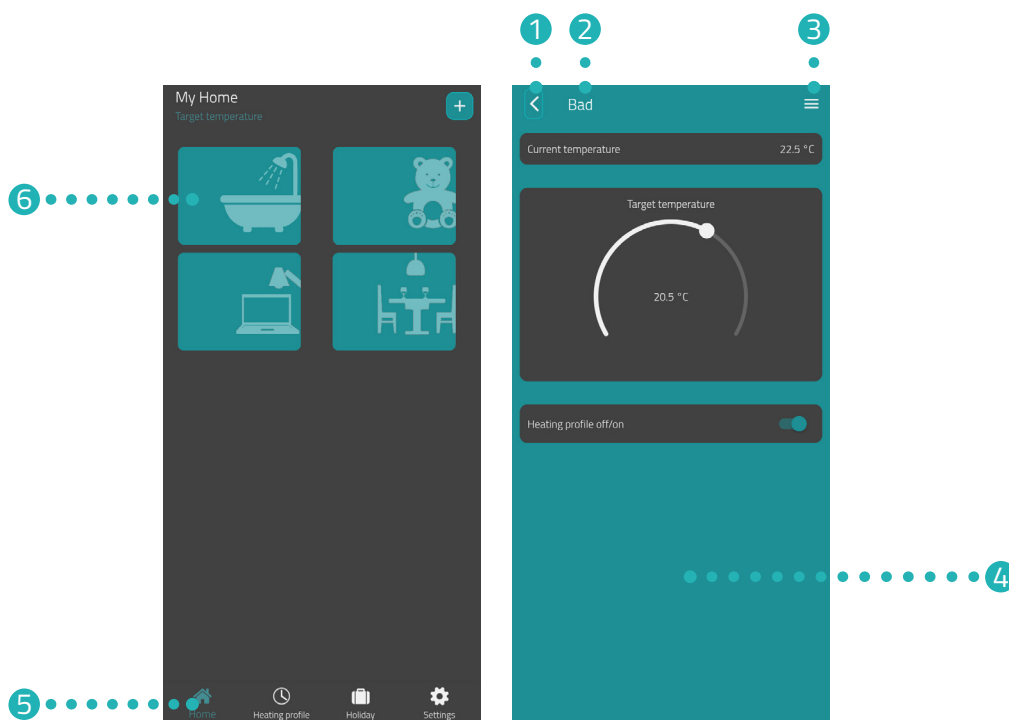 1 2 3
My Home
Target temperature
+
Bad
Current temperature 22.5 °C
6
Target temperature
20.5 °C
Heating profile off/on
4
5
Home Heating profile Holiday Settings